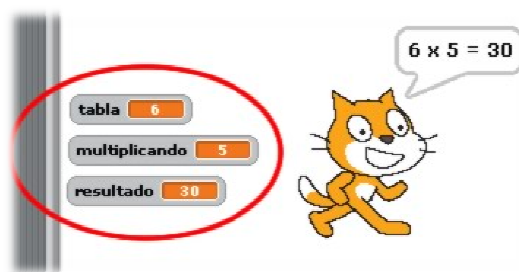 6 x 5 = 30
tabla 6
multiplicando 5
resultado 30